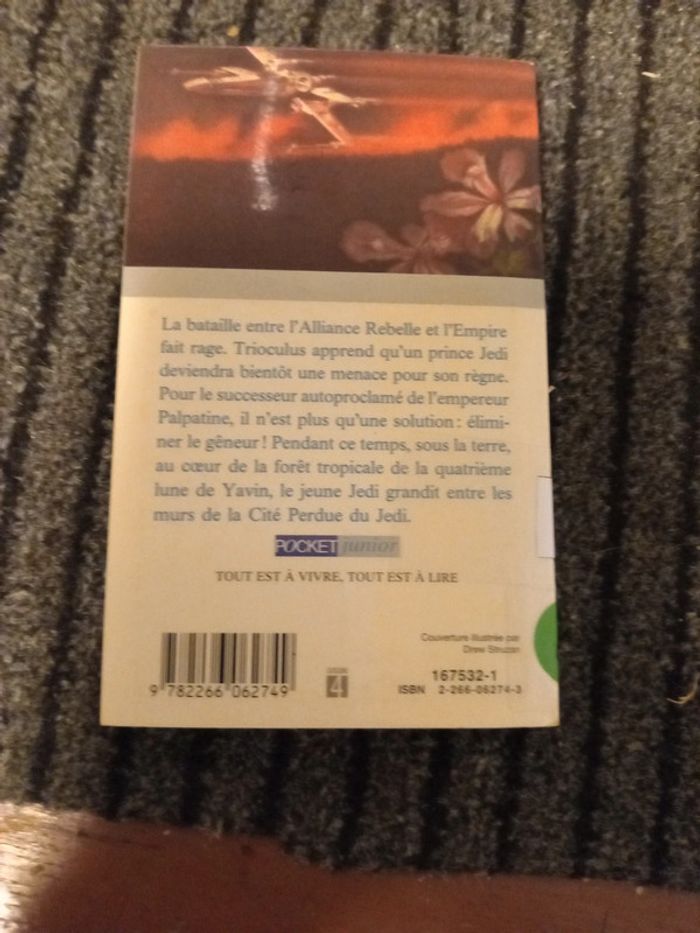 La bataille entre l'Alliance Rebelle et l'Empire
fait rage. Trioculus apprend qu'un prince Jedi
deviendra bientôt une menace pour son règne.
Pour le successeur autoproclamé de l'empereur
Palpatine, il n'est plus qu'une solution : élimi-
ner le gêneur ! Pendant ce temps, sous la terre,
au cœur de la forêt tropicale de la quatrième
lune de Yavin, le jeune Jedi grandit entre les
murs de la Cité Perdue du Jedi.
POCKET junior
TOUT EST À VIVRE, TOUT EST À LIRE
Couverture illustrée par
Drew Struzan
9 782266 062749
4
167532-1
ISBN 2-266-06274-3